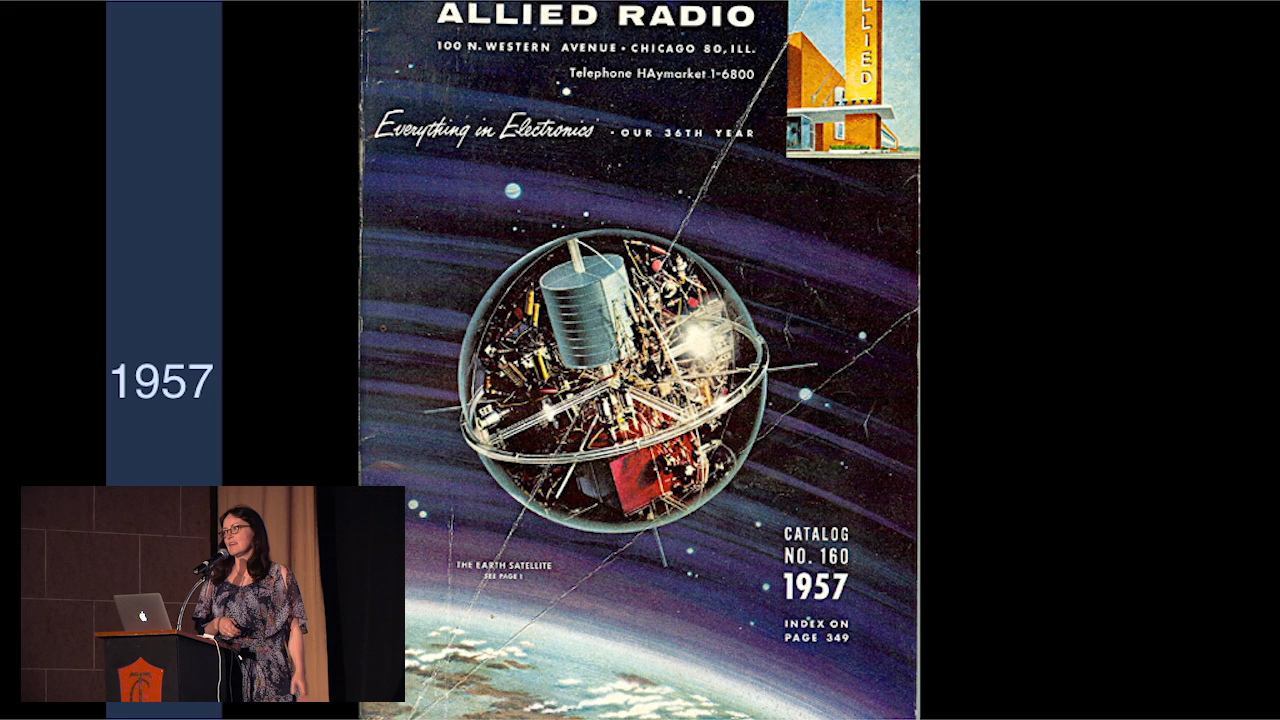 ALLIED RADIO
100 N. WESTERN AVENUE • CHICAGO 80, ILL.
Telephone HAymarket 1-6800
Everything in Electronics • OUR 36TH YEAR
LLIED
1957
THE EARTH SATELLITE
SEE PAGE 1
CATALOG
NO. 160
1957
INDEX ON
PAGE 349